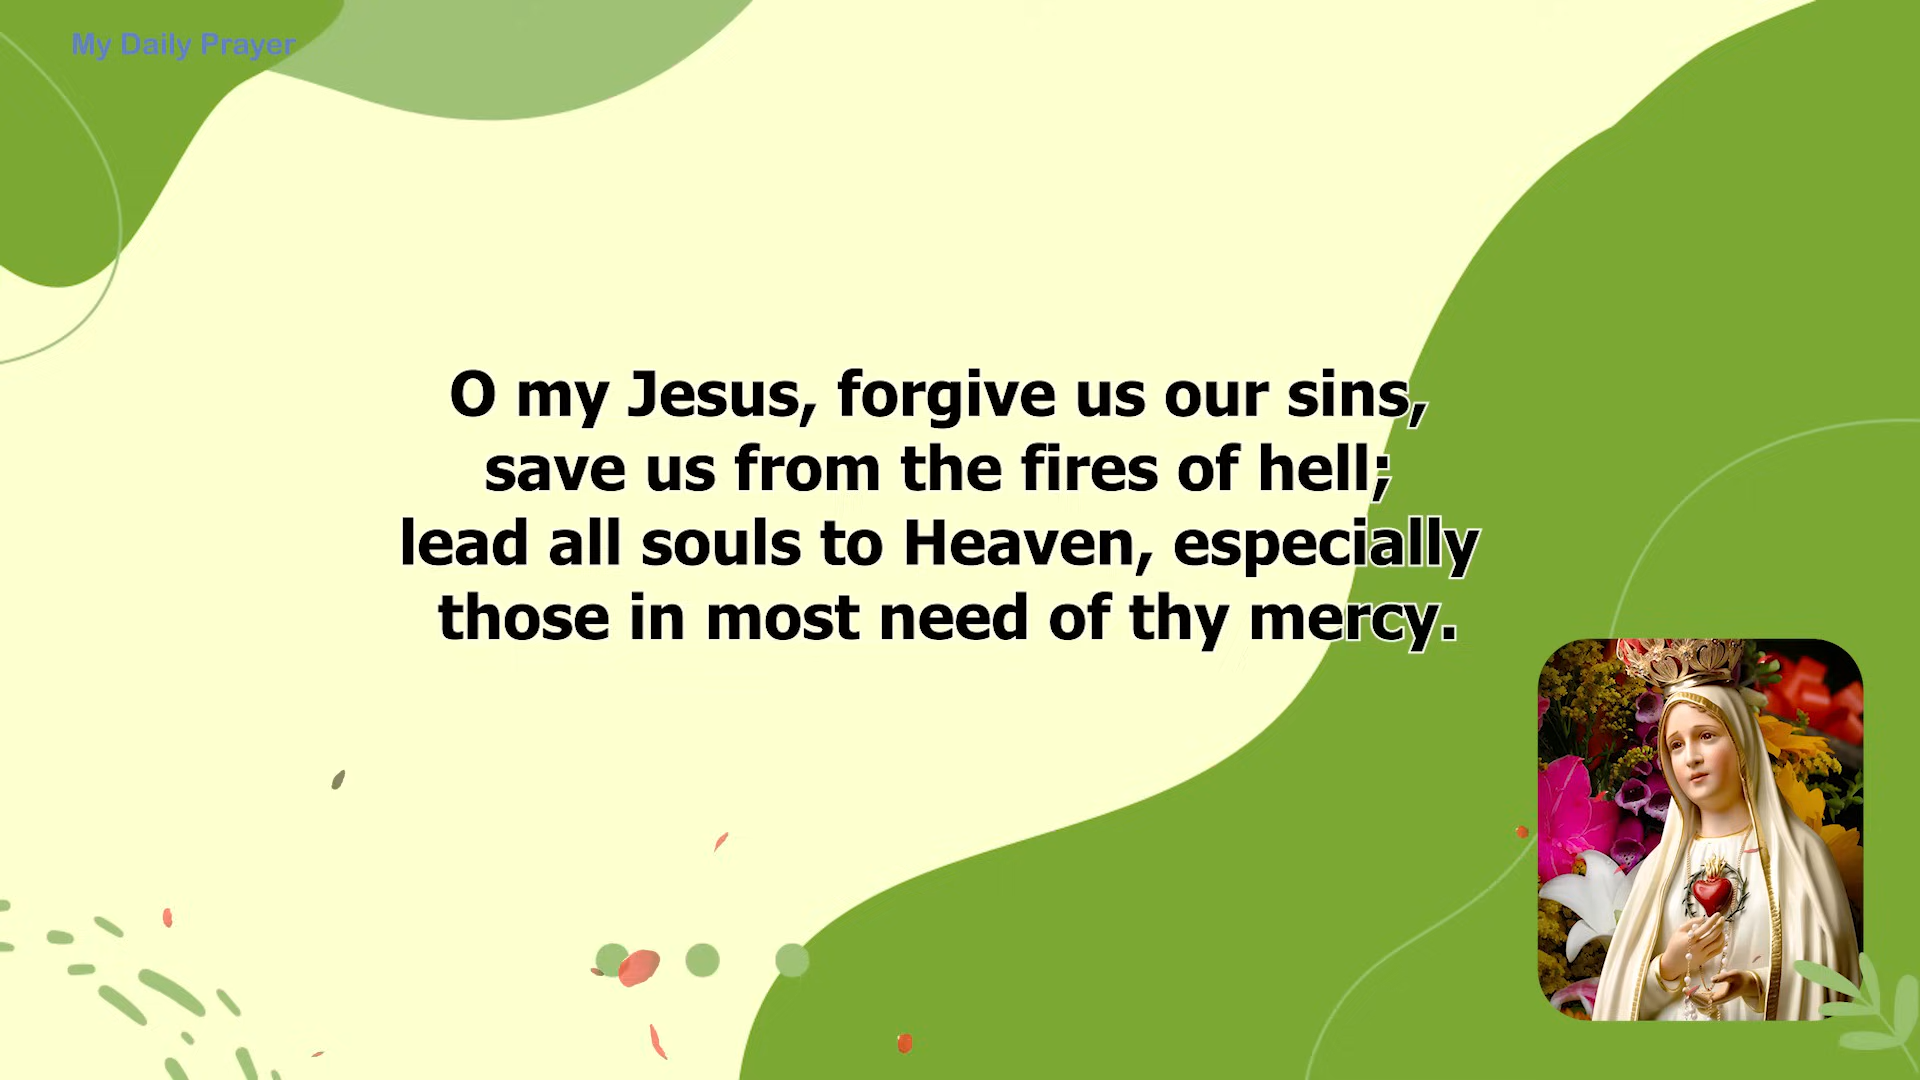 My Daily Prayer
O my Jesus, forgive us our sins,
save us from the fires of hell;
lead all souls to Heaven, especially
those in most need of thy mercy.